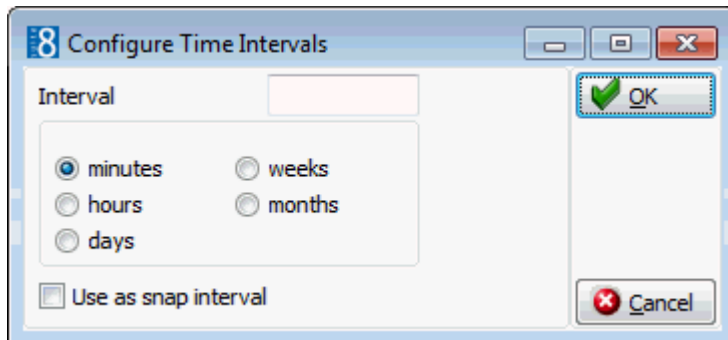 8 Configure Time Intervals
Interval
OK
minutes
weeks
hours
months
days
Use as snap interval
Cancel